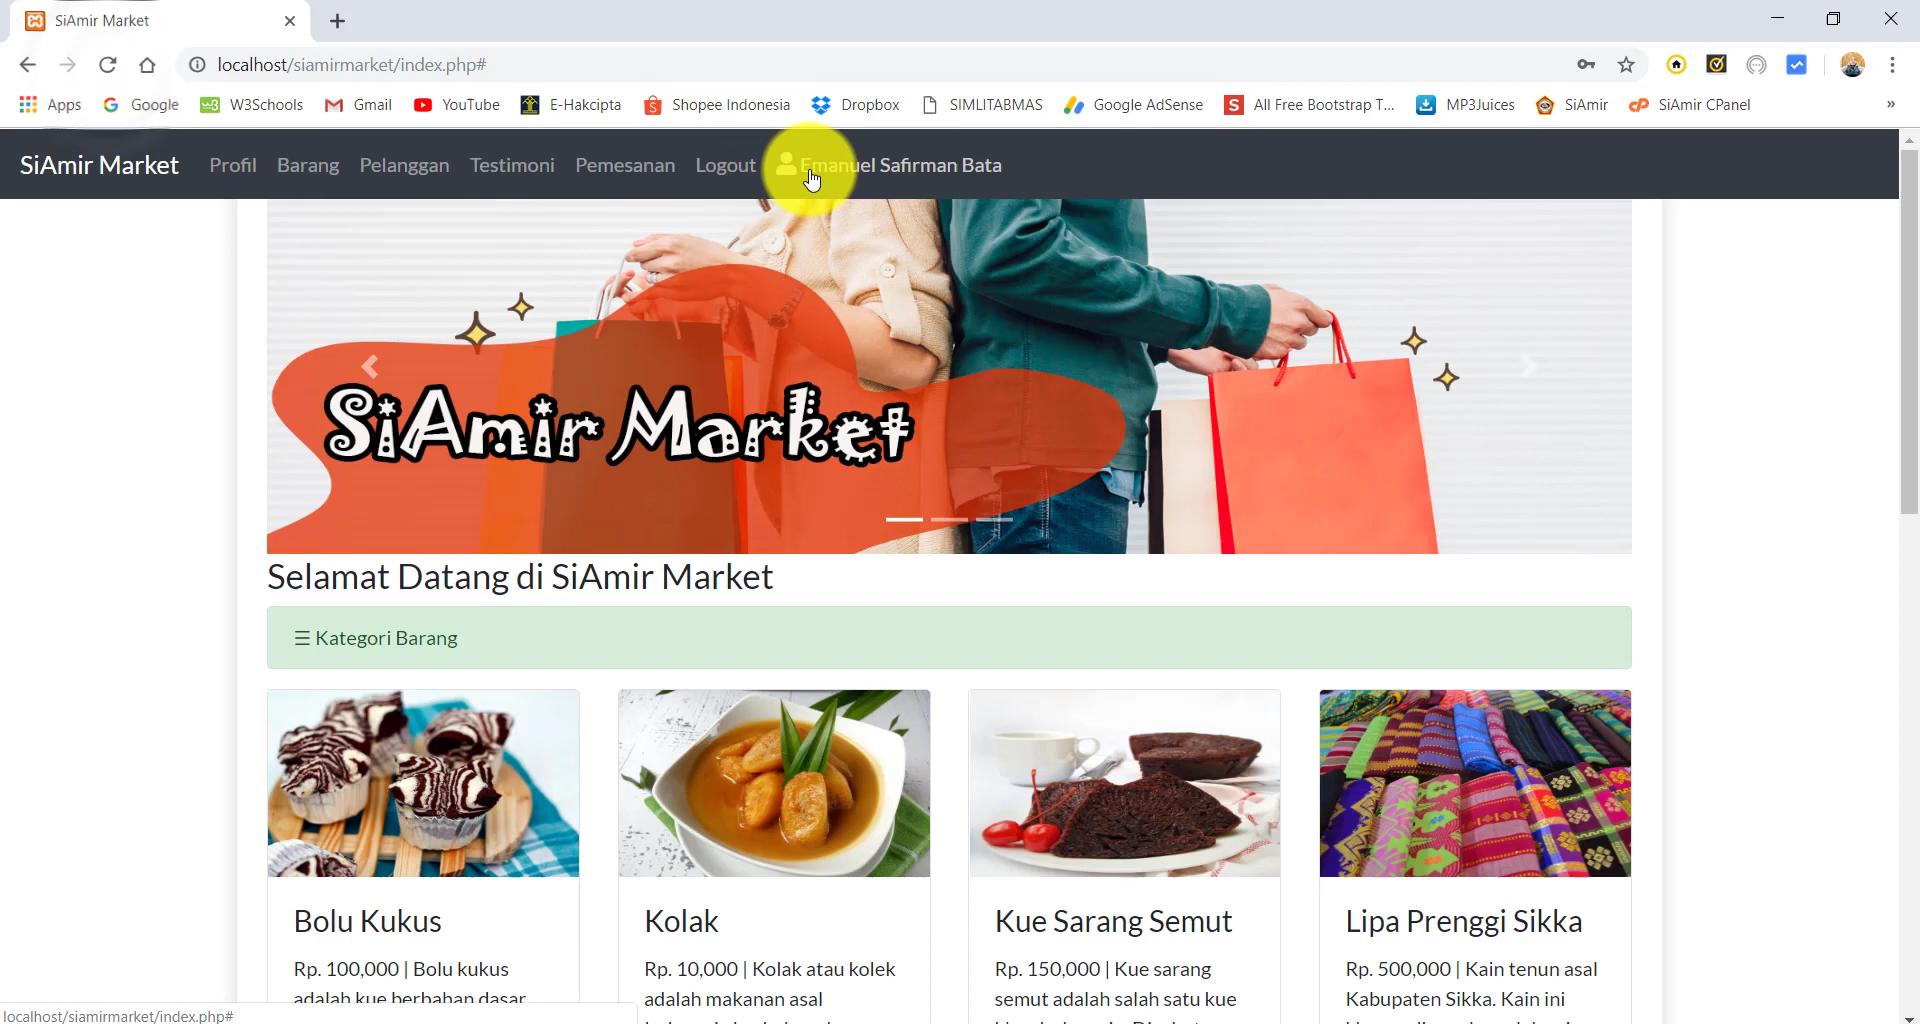 SiAmir Market
localhost/siamirmarket/index.php#
Apps Google W3Schools Gmail YouTube E-Hakcipta Shopee Indonesia Dropbox SIMLITABMAS Google AdSense All Free Bootstrap T... MP3Juices SiAmir SiAmir CPanel »
SiAmir Market Profil Barang Pelanggan Testimoni Pemesanan Logout Emanuel Safirman Bata
SiAmir Market
Selamat Datang di SiAmir Market
☰ Kategori Barang
Bolu Kukus
Rp. 100,000 | Bolu kukus
adalah kue berbahan dasar
Kolak
Rp. 10,000 | Kolak atau kolek
adalah makanan asal
Kue Sarang Semut
Rp. 150,000 | Kue sarang
semut adalah salah satu kue
Lipa Prenggi Sikka
Rp. 500,000 | Kain tenun asal
Kabupaten Sikka. Kain ini
localhost/siamirmarket/index.php#